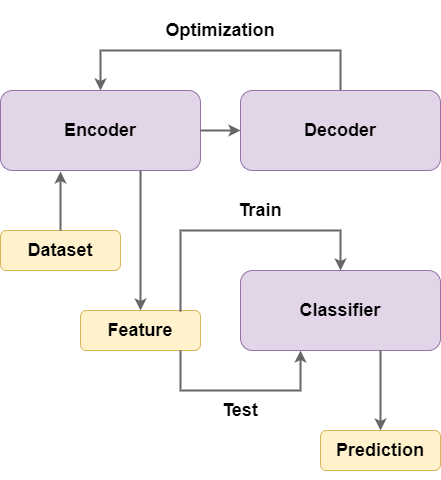 Optimization
Encoder
Decoder
Train
Dataset
Classifier
Feature
Test
Prediction